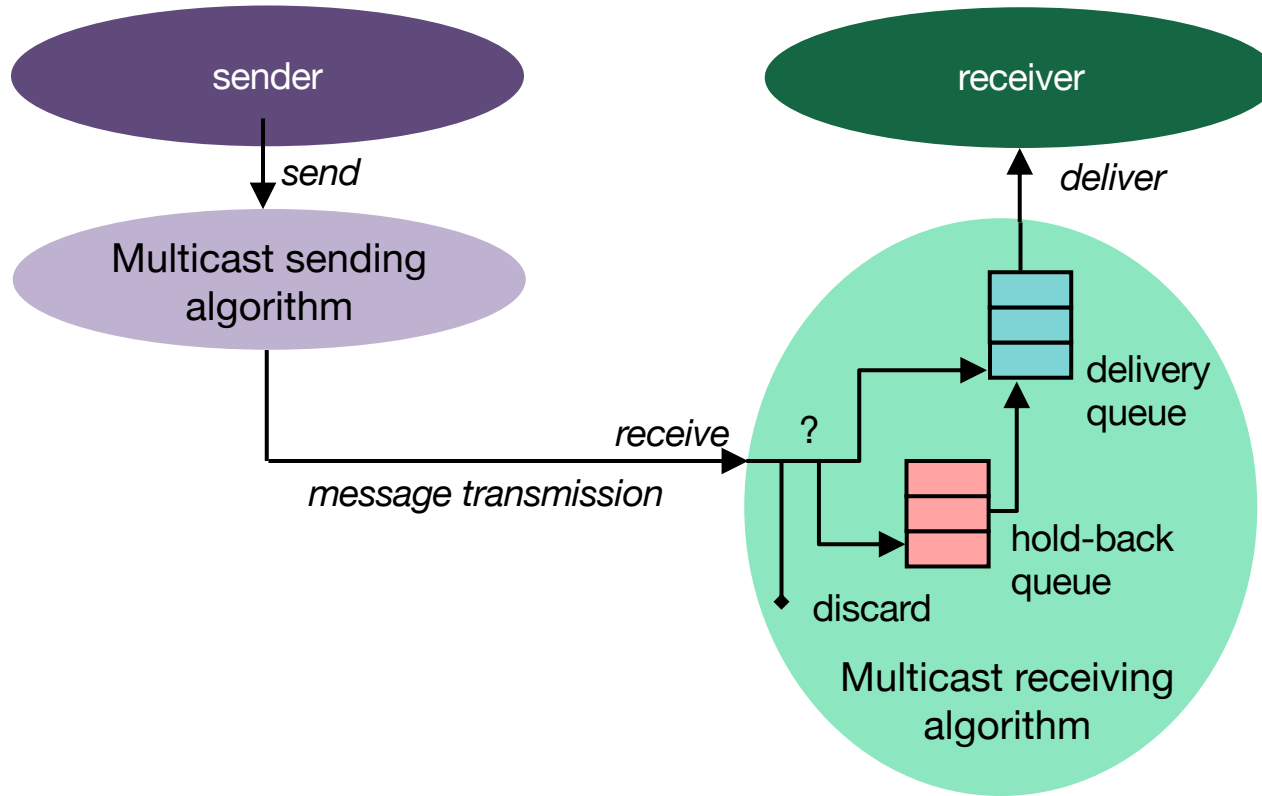 sender
receiver
send
deliver
Multicast sending
algorithm
delivery
queue
receive
?
message transmission
hold-back
queue
discard
Multicast receiving
algorithm